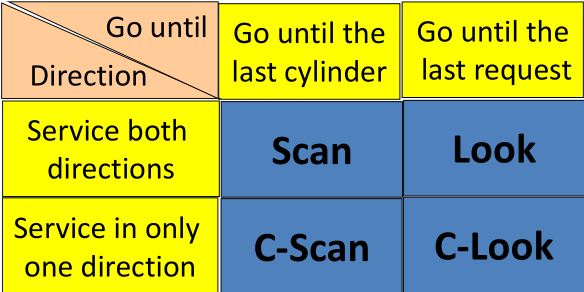 Go until
Direction
Go until the
last cylinder
Go until the
last request
Service both
directions
Scan
Look
Service in only
one direction
C-Scan
C-Look